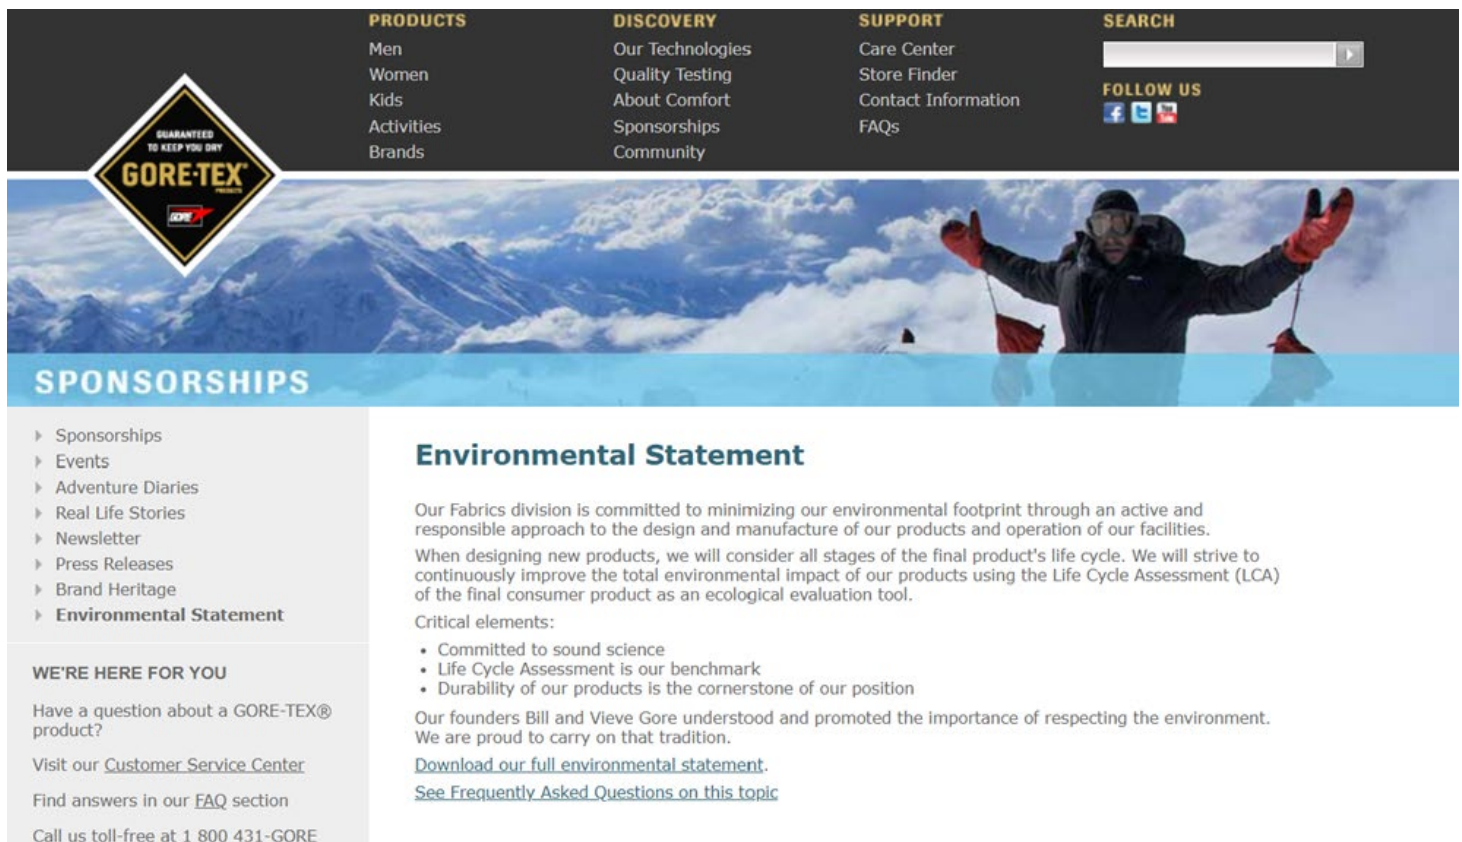 PRODUCTS
Men
Women
Kids
Activities
Brands
DISCOVERY
Our Technologies
Quality Testing
About Comfort
Sponsorships
Community
SUPPORT
Care Center
Store Finder
Contact Information
FAQs
SEARCH
FOLLOW US
GUARANTEED
TO KEEP YOU DRY
GORE-TEX®
PRODUCTS
GORE
SPONSORSHIPS
Sponsorships
Events
Adventure Diaries
Real Life Stories
Newsletter
Press Releases
Brand Heritage
Environmental Statement
WE'RE HERE FOR YOU
Have a question about a GORE-TEX®
product?
Visit our Customer Service Center
Find answers in our FAQ section
Call us toll-free at 1 800 431-GORE
Environmental Statement
Our Fabrics division is committed to minimizing our environmental footprint through an active and
responsible approach to the design and manufacture of our products and operation of our facilities.
When designing new products, we will consider all stages of the final product's life cycle. We will strive to
continuously improve the total environmental impact of our products using the Life Cycle Assessment (LCA)
of the final consumer product as an ecological evaluation tool.
Critical elements:
• Committed to sound science
• Life Cycle Assessment is our benchmark
• Durability of our products is the cornerstone of our position
Our founders Bill and Vieve Gore understood and promoted the importance of respecting the environment.
We are proud to carry on that tradition.
Download our full environmental statement.
See Frequently Asked Questions on this topic